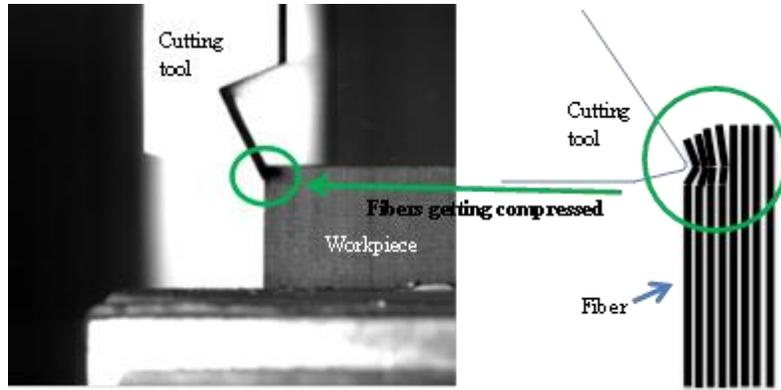 Cutting
tool
Cutting
tool
Fibers getting compressed
Workpiece
Fiber